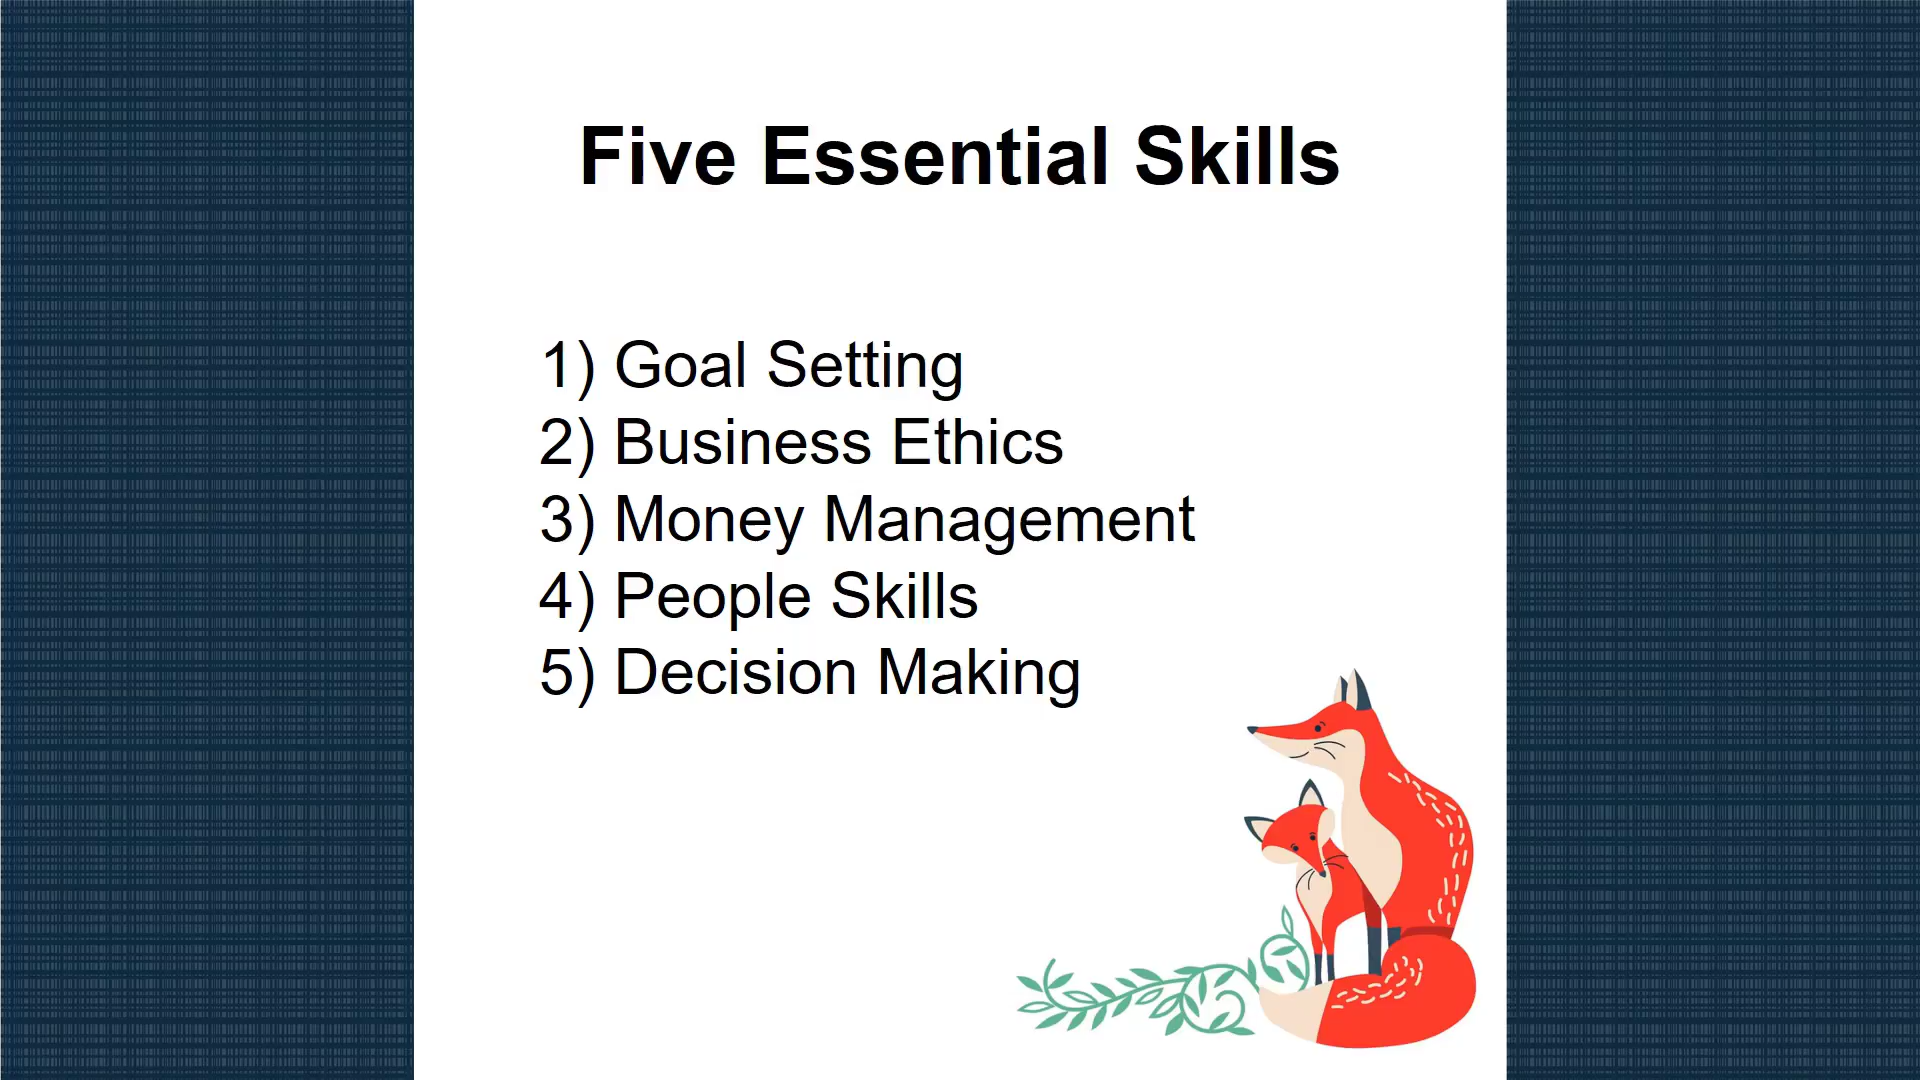 Five Essential Skills
1) Goal Setting
2) Business Ethics
3) Money Management
4) People Skills
5) Decision Making